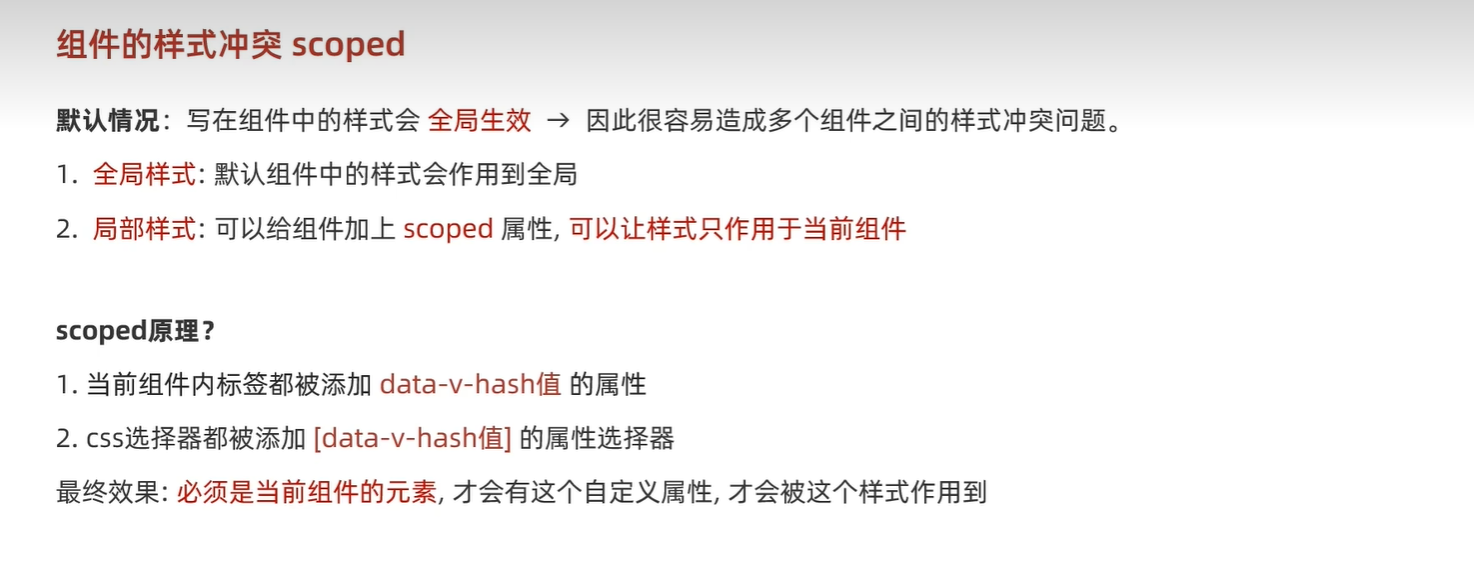 组件的样式冲突 scoped
默认情况：写在组件中的样式会 全局生效 → 因此很容易造成多个组件之间的样式冲突问题。
1. 全局样式: 默认组件中的样式会作用到全局
2. 局部样式: 可以给组件加上 scoped 属性, 可以让样式只作用于当前组件
scoped原理?
1. 当前组件内标签都被添加 data-v-hash值 的属性
2. css选择器都被添加 [data-v-hash值] 的属性选择器
最终效果: 必须是当前组件的元素, 才会有这个自定义属性, 才会被这个样式作用到